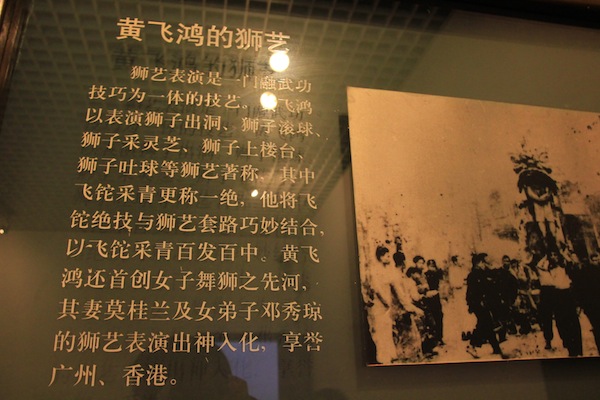 黄飞鸿的狮艺
狮艺表演是一门融武功
技巧为一体的技艺。 飞鸿
以表演狮子出洞、狮子滚球、
狮子采灵芝、狮子上楼台、
狮子吐球等狮艺著称，其中
飞铊采青更称一绝，他将飞
铊绝技与狮艺套路巧妙结合，
以飞铊采青百发百中。黄飞
鸿还首创女子舞狮之先河，
其妻莫桂兰及女弟子邓秀琼
的狮艺表演出神入化，享誉
广州、香港。